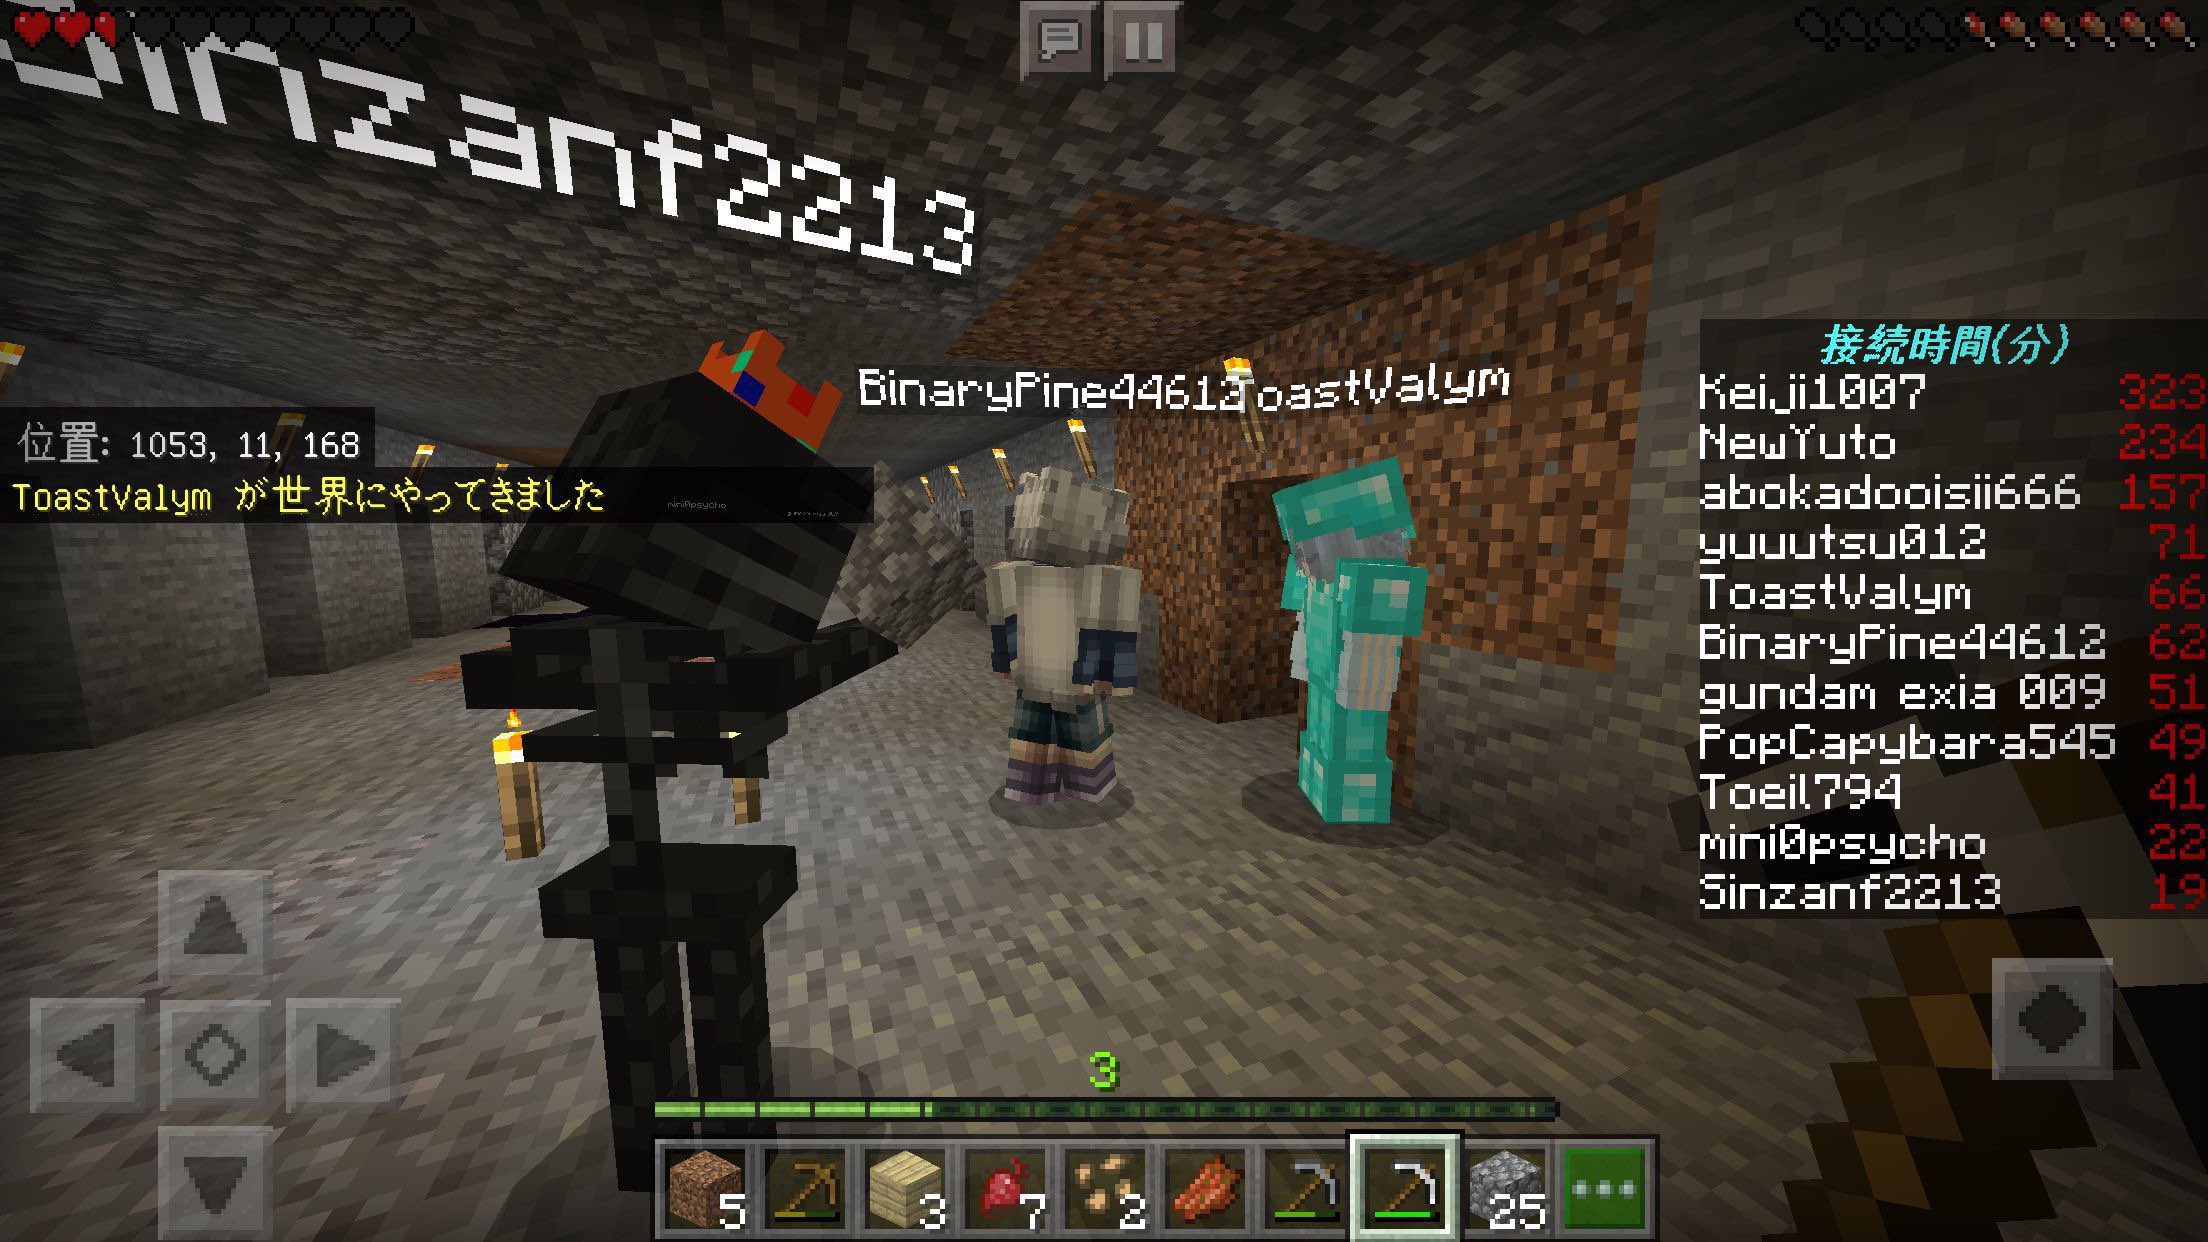 Sinzanf2213
BinaryPine44612
ToastValym
位置: 1053, 11, 168
ToastValym が世界にやってきました
mini0psycho
接続時間(分)
Keiji1007 323
NewYuto 234
abokadooisii666 157
yuuutsu012 71
ToastValym 66
BinaryPine44612 62
gundam exia 009 51
PopCapybara545 49
Toeil794 41
mini0psycho 22
Sinzanf2213 19
3
5
3
7
2
25